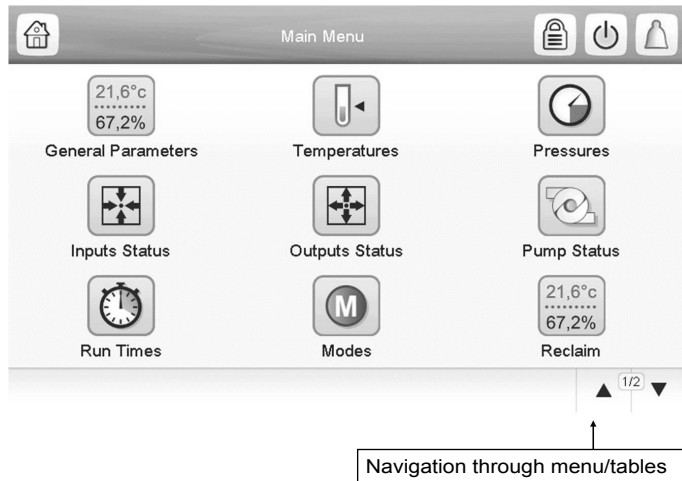 Main Menu
21,6°c
67,2%
General Parameters
Temperatures
Pressures
Inputs Status
Outputs Status
Pump Status
Run Times
M
Modes
21,6°c
67,2%
Reclaim
1/2
Navigation through menu/tables